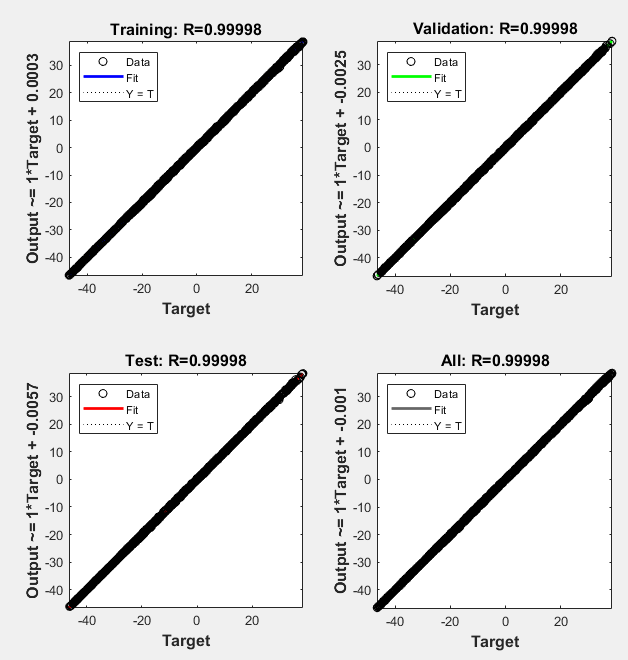 Training: R=0.99998
Output ~= 1*Target + 0.0003
30
20
10
0
-10
-20
-30
-40
Data
Fit
Y = T
-40
-20
0
20
Target
Validation: R=0.99998
Output ~= 1*Target + -0.0025
30
20
10
0
-10
-20
-30
-40
Data
Fit
Y = T
-40
-20
0
20
Target
Test: R=0.99998
Output ~= 1*Target + -0.0057
30
20
10
0
-10
-20
-30
-40
Data
Fit
Y = T
-40
-20
0
20
Target
All: R=0.99998
Output ~= 1*Target + -0.001
30
20
10
0
-10
-20
-30
-40
Data
Fit
Y = T
-40
-20
0
20
Target